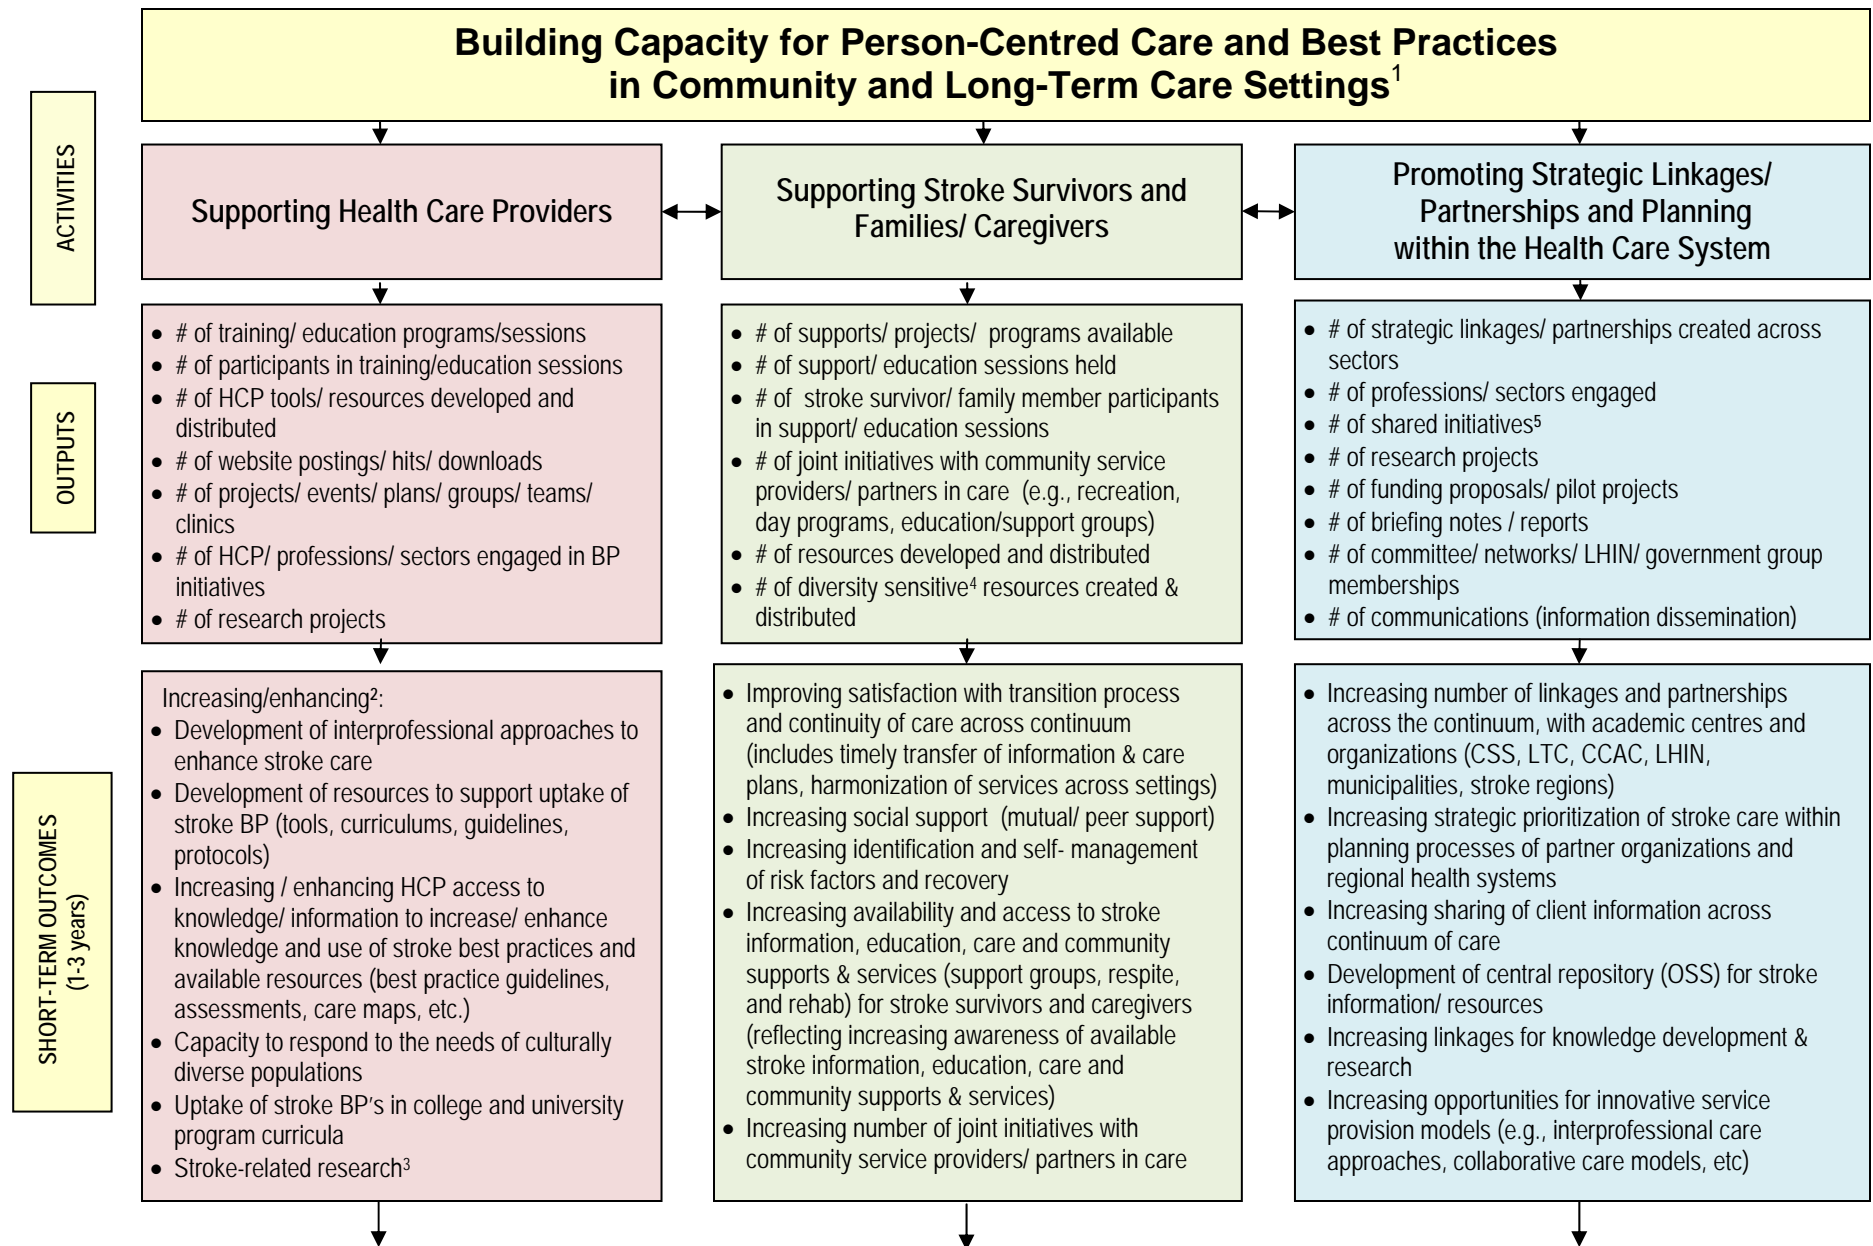 Building Capacity for Person-Centred Care and Best Practices
in Community and Long-Term Care Settings¹
ACTIVITIES
Supporting Health Care Providers
Supporting Stroke Survivors and
Families/ Caregivers
Promoting Strategic Linkages/
Partnerships and Planning
within the Health Care System
OUTPUTS
• # of training/ education programs/sessions
• # of participants in training/education sessions
• # of HCP tools/ resources developed and
distributed
• # of website postings/ hits/ downloads
• # of projects/ events/ plans/ groups/ teams/
clinics
• # of HCP/ professions/ sectors engaged in BP
initiatives
• # of research projects
• # of supports/ projects/ programs available
• # of support/ education sessions held
• # of stroke survivor/ family member participants
in support/ education sessions
• # of joint initiatives with community service
providers/ partners in care (e.g., recreation,
day programs, education/support groups)
• # of resources developed and distributed
• # of diversity sensitive⁴ resources created &
distributed
• # of strategic linkages/ partnerships created across
sectors
• # of professions/ sectors engaged
• # of shared initiatives⁵
• # of research projects
• # of funding proposals/ pilot projects
• # of briefing notes / reports
• # of committee/ networks/ LHIN/ government group
memberships
• # of communications (information dissemination)
SHORT-TERM OUTCOMES
(1-3 years)
Increasing/enhancing²:
• Development of interprofessional approaches to
enhance stroke care
• Development of resources to support uptake of
stroke BP (tools, curriculums, guidelines,
protocols)
• Increasing / enhancing HCP access to
knowledge/ information to increase/ enhance
knowledge and use of stroke best practices and
available resources (best practice guidelines,
assessments, care maps, etc.)
• Capacity to respond to the needs of culturally
diverse populations
• Uptake of stroke BP's in college and university
program curricula
• Stroke-related research³
• Improving satisfaction with transition process
and continuity of care across continuum
(includes timely transfer of information & care
plans, harmonization of services across settings)
• Increasing social support (mutual/ peer support)
• Increasing identification and self- management
of risk factors and recovery
• Increasing availability and access to stroke
information, education, care and community
supports & services (support groups, respite,
and rehab) for stroke survivors and caregivers
(reflecting increasing awareness of available
stroke information, education, care and
community supports & services)
• Increasing number of joint initiatives with
community service providers/ partners in care
• Increasing number of linkages and partnerships
across the continuum, with academic centres and
organizations (CSS, LTC, CCAC, LHIN,
municipalities, stroke regions)
• Increasing strategic prioritization of stroke care within
planning processes of partner organizations and
regional health systems
• Increasing sharing of client information across
continuum of care
• Development of central repository (OSS) for stroke
information/ resources
• Increasing linkages for knowledge development &
research
• Increasing opportunities for innovative service
provision models (e.g., interprofessional care
approaches, collaborative care models, etc)